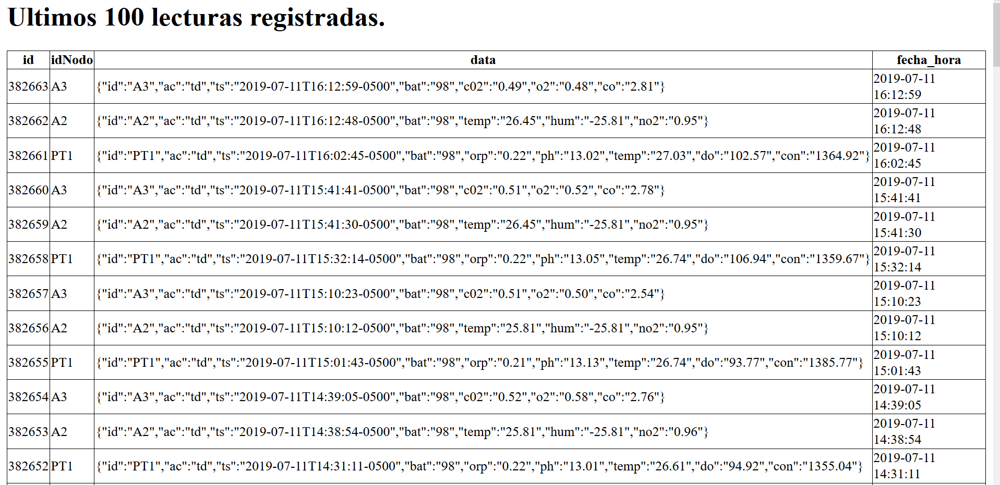 Ultimos 100 lecturas registradas.
id idNodo data fecha_hora
382663 A3 {"id":"A3","ac":"td","ts":"2019-07-11T16:12:59-0500","bat":"98","c02":"0.49","o2":"0.48","co":"2.81"} 2019-07-11
16:12:59
382662 A2 {"id":"A2","ac":"td","ts":"2019-07-11T16:12:48-0500","bat":"98","temp":"26.45","hum":"-25.81","no2":"0.95"} 2019-07-11
16:12:48
382661 PT1 {"id":"PT1","ac":"td","ts":"2019-07-11T16:02:45-0500","bat":"98","orp":"0.22","ph":"13.02","temp":"27.03","do":"102.57","con":"1364.92"} 2019-07-11
16:02:45
382660 A3 {"id":"A3","ac":"td","ts":"2019-07-11T15:41:41-0500","bat":"98","c02":"0.51","o2":"0.52","co":"2.78"} 2019-07-11
15:41:41
382659 A2 {"id":"A2","ac":"td","ts":"2019-07-11T15:41:30-0500","bat":"98","temp":"26.45","hum":"-25.81","no2":"0.95"} 2019-07-11
15:41:30
382658 PT1 {"id":"PT1","ac":"td","ts":"2019-07-11T15:32:14-0500","bat":"98","orp":"0.22","ph":"13.05","temp":"26.74","do":"106.94","con":"1359.67"} 2019-07-11
15:32:14
382657 A3 {"id":"A3","ac":"td","ts":"2019-07-11T15:10:23-0500","bat":"98","c02":"0.51","o2":"0.50","co":"2.54"} 2019-07-11
15:10:23
382656 A2 {"id":"A2","ac":"td","ts":"2019-07-11T15:10:12-0500","bat":"98","temp":"25.81","hum":"-25.81","no2":"0.95"} 2019-07-11
15:10:12
382655 PT1 {"id":"PT1","ac":"td","ts":"2019-07-11T15:01:43-0500","bat":"98","orp":"0.21","ph":"13.13","temp":"26.74","do":"93.77","con":"1385.77"} 2019-07-11
15:01:43
382654 A3 {"id":"A3","ac":"td","ts":"2019-07-11T14:39:05-0500","bat":"98","c02":"0.52","o2":"0.58","co":"2.76"} 2019-07-11
14:39:05
382653 A2 {"id":"A2","ac":"td","ts":"2019-07-11T14:38:54-0500","bat":"98","temp":"25.81","hum":"-25.81","no2":"0.96"} 2019-07-11
14:38:54
382652 PT1 {"id":"PT1","ac":"td","ts":"2019-07-11T14:31:11-0500","bat":"98","orp":"0.22","ph":"13.01","temp":"26.61","do":"94.92","con":"1355.04"} 2019-07-11
14:31:11